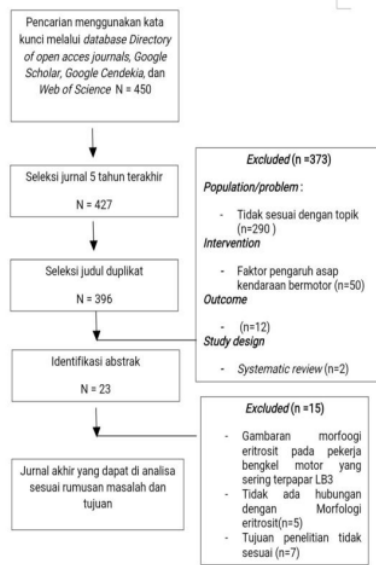 Pencarian menggunakan kata
kunci melalui database Directory
of open acces journals, Google
Scholar, Google Cendekia, dan
Web of Science N = 450
Seleksi jurnal 5 tahun terakhir
N = 427
Seleksi judul duplikat
N = 396
Identifikasi abstrak
N = 23
Jurnal akhir yang dapat di analisa
sesuai rumusan masalah dan
tujuan
Excluded (n =373)
Population/problem :
- Tidak sesuai dengan topik
(n=290 )
Intervention
- Faktor pengaruh asap
kendaraan bermotor (n=50)
Outcome
- (n=12)
Study design
- Systematic review (n=2)
Excluded (n =15)
- Gambaran morfoogi
eritrosit pada pekerja
bengkel motor yang
sering terpapar LB3
- Tidak ada hubungan
dengan Morfologi
eritrosit(n=5)
- Tujuan penelitian tidak
sesuai (n=7)